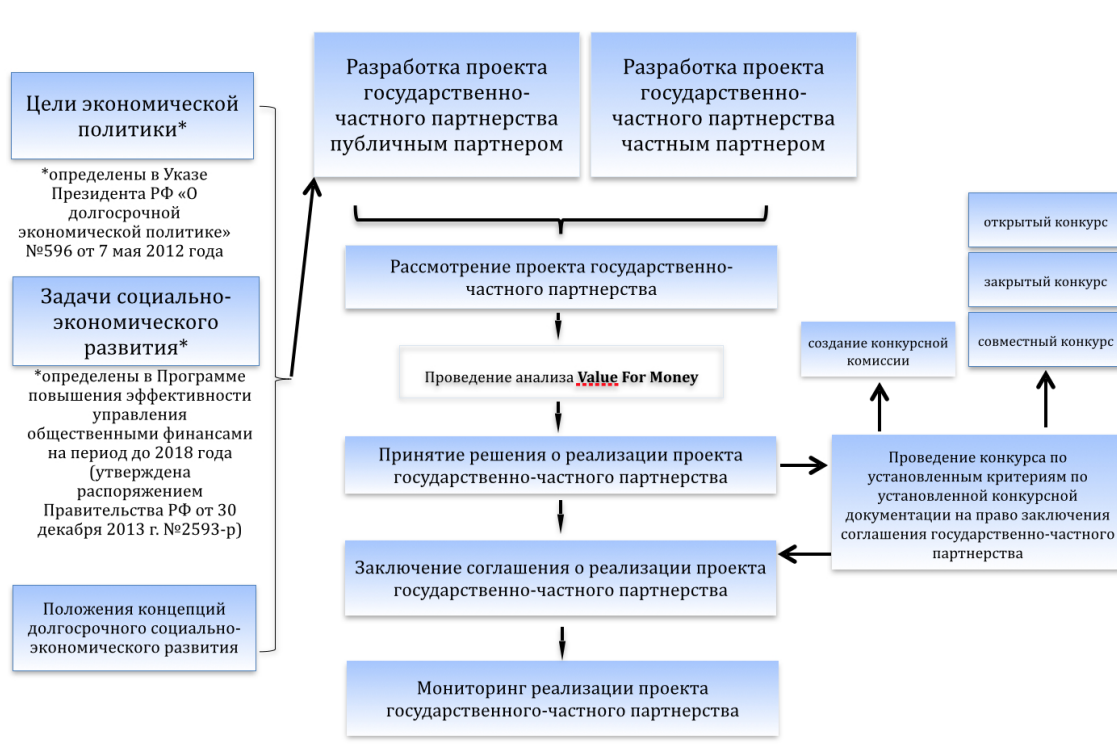 Цели экономической
политики*
*определены в Указе
Президента РФ «О
долгосрочной
экономической политике»
№596 от 7 мая 2012 года
Задачи социально-
экономического
развития*
*определены в Программе
повышения эффективности
управления
общественными финансами
на период до 2018 года
(утверждена
распоряжением
Правительства РФ от 30
декабря 2013 г. №2593-р)
Положения концепций
долгосрочного социально-
экономического развития
Разработка проекта
государственно-
частного партнерства
публичным партнером
Разработка проекта
государственно-
частного партнерства
частным партнером
Рассмотрение проекта государственно-
частного партнерства
Проведение анализа Value For Money
Принятие решения о реализации проекта
государственно-частного партнерства
Заключение соглашения о реализации проекта
государственно-частного партнерства
Мониторинг реализации проекта
государственного-частного партнерства
создание конкурсной
комиссии
открытый конкурс
закрытый конкурс
совместный конкурс
Проведение конкурса по
установленным критериям по
установленной конкурсной
документации на право заключения
соглашения государственно-частного
партнерства